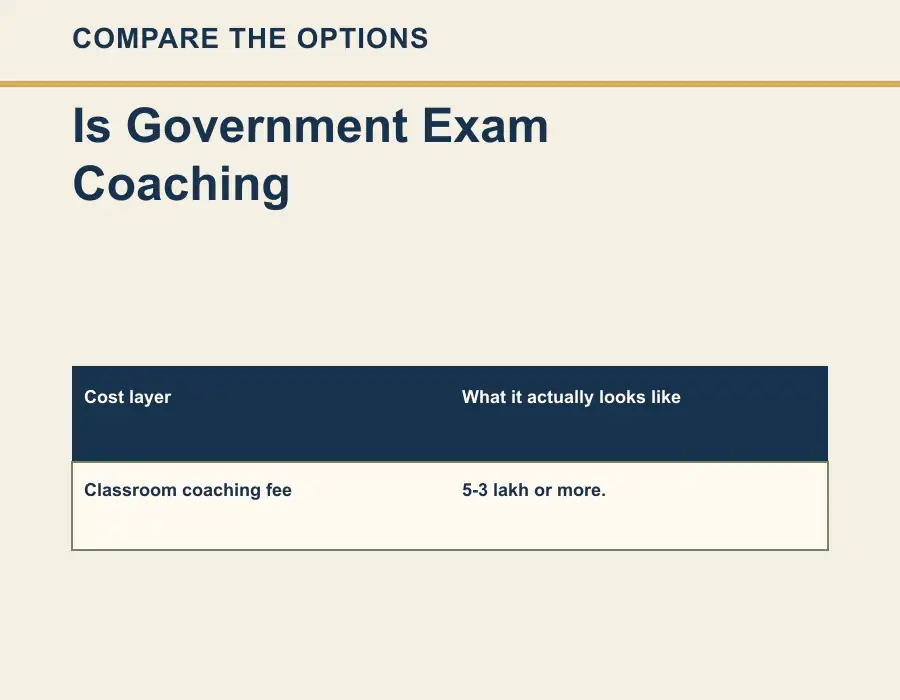 COMPARE THE OPTIONS
Is Government Exam
Coaching
Cost layer What it actually looks like
Classroom coaching fee 5-3 lakh or more.